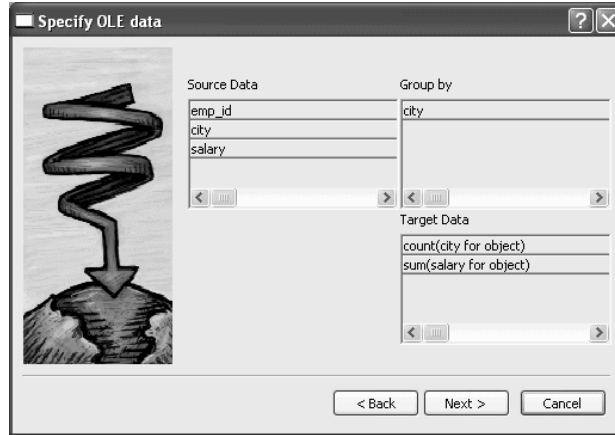 Specify OLE data
Source Data
emp_id
city
salary
Group by
city
Target Data
count(city for object)
sum(salary for object)
< Back
Next >
Cancel